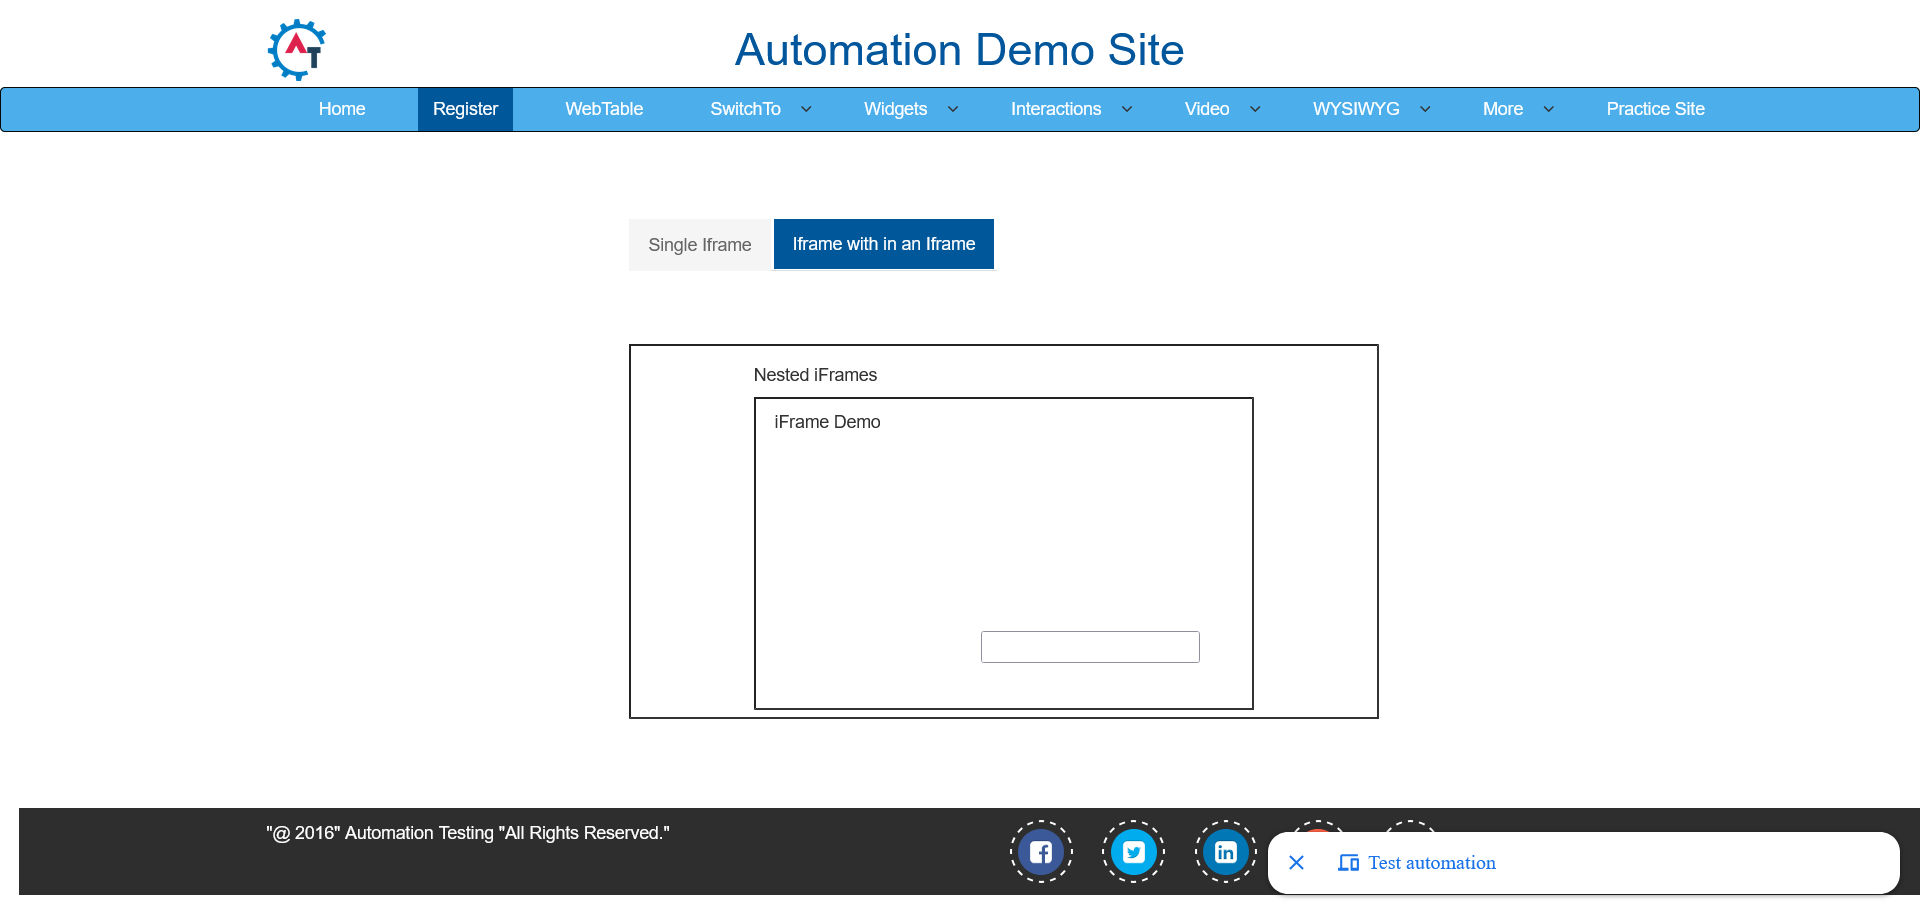 AT
Automation Demo Site
Home Register WebTable SwitchTo Widgets Interactions Video WYSIWYG More Practice Site
Single Iframe Iframe with in an Iframe
Nested iFrames
iFrame Demo
"@ 2016" Automation Testing "All Rights Reserved."
Test automation